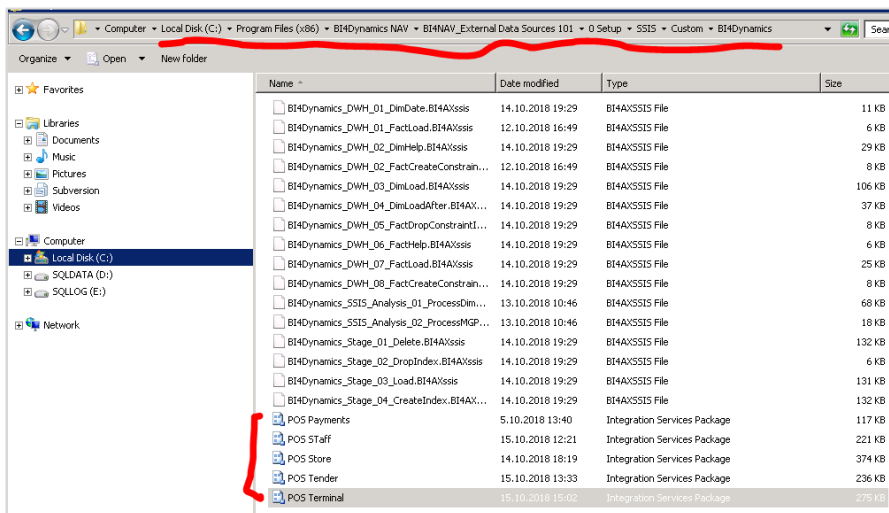 Computer ▾ Local Disk (C:) ▾ Program Files (x86) ▾ BI4Dynamics NAV ▾ BI4NAV_External Data Sources 101 ▾ 0 Setup ▾ SSIS ▾ Custom ▾ BI4Dynamics
Organize ▾ Open ▾ New folder
Name Date modified Type Size
Favorites
Libraries
Documents
Music
Pictures
Subversion
Videos
Computer
Local Disk (C:)
SQLDATA (D:)
SQLLOG (E:)
Network
BI4Dynamics_DWH_01_DimDate.BI4AXssis 14.10.2018 19:29 BI4AXSSIS File 11 KB
BI4Dynamics_DWH_01_FactLoad.BI4AXssis 12.10.2018 16:49 BI4AXSSIS File 6 KB
BI4Dynamics_DWH_02_DimHelp.BI4AXssis 14.10.2018 19:29 BI4AXSSIS File 29 KB
BI4Dynamics_DWH_02_FactCreateConstrain... 12.10.2018 16:49 BI4AXSSIS File 8 KB
BI4Dynamics_DWH_03_DimLoad.BI4AXssis 14.10.2018 19:29 BI4AXSSIS File 106 KB
BI4Dynamics_DWH_04_DimLoadAfter.BI4AX... 14.10.2018 19:29 BI4AXSSIS File 37 KB
BI4Dynamics_DWH_05_FactDropConstraintI... 14.10.2018 19:29 BI4AXSSIS File 8 KB
BI4Dynamics_DWH_06_FactHelp.BI4AXssis 14.10.2018 19:29 BI4AXSSIS File 6 KB
BI4Dynamics_DWH_07_FactLoad.BI4AXssis 14.10.2018 19:29 BI4AXSSIS File 25 KB
BI4Dynamics_DWH_08_FactCreateConstrain... 14.10.2018 19:29 BI4AXSSIS File 8 KB
BI4Dynamics_SSIS_Analysis_01_ProcessDim... 13.10.2018 10:46 BI4AXSSIS File 68 KB
BI4Dynamics_SSIS_Analysis_02_ProcessMGP... 13.10.2018 10:46 BI4AXSSIS File 18 KB
BI4Dynamics_Stage_01_Delete.BI4AXssis 14.10.2018 19:29 BI4AXSSIS File 132 KB
BI4Dynamics_Stage_02_DropIndex.BI4AXssis 14.10.2018 19:29 BI4AXSSIS File 6 KB
BI4Dynamics_Stage_03_Load.BI4AXssis 14.10.2018 19:29 BI4AXSSIS File 131 KB
BI4Dynamics_Stage_04_CreateIndex.BI4AX... 14.10.2018 19:29 BI4AXSSIS File 132 KB
POS Payments 5.10.2018 13:40 Integration Services Package 117 KB
POS STaff 15.10.2018 12:21 Integration Services Package 221 KB
POS Store 14.10.2018 18:19 Integration Services Package 374 KB
POS Tender 15.10.2018 13:33 Integration Services Package 236 KB
POS Terminal 15.10.2018 15:02 Integration Services Package 275 KB